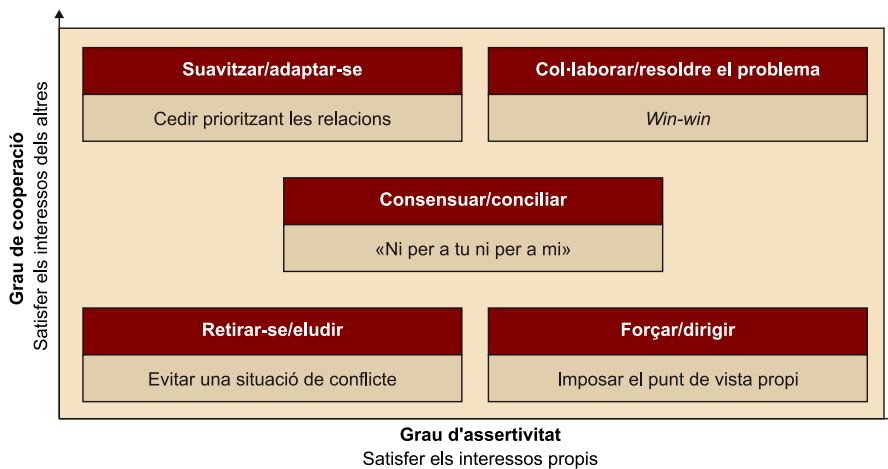 Grau de cooperació
Satisfer els interessos dels altres
Suavitzar/adaptar-se
Cedir prioritzant les relacions
Col·laborar/resoldre el problema
Win-win
Consensuar/conciliar
«Ni per a tu ni per a mi»
Retirar-se/eludir
Evitar una situació de conflicte
Forçar/dirigir
Imposar el punt de vista propi
Grau d'assertivitat
Satisfer els interessos propis